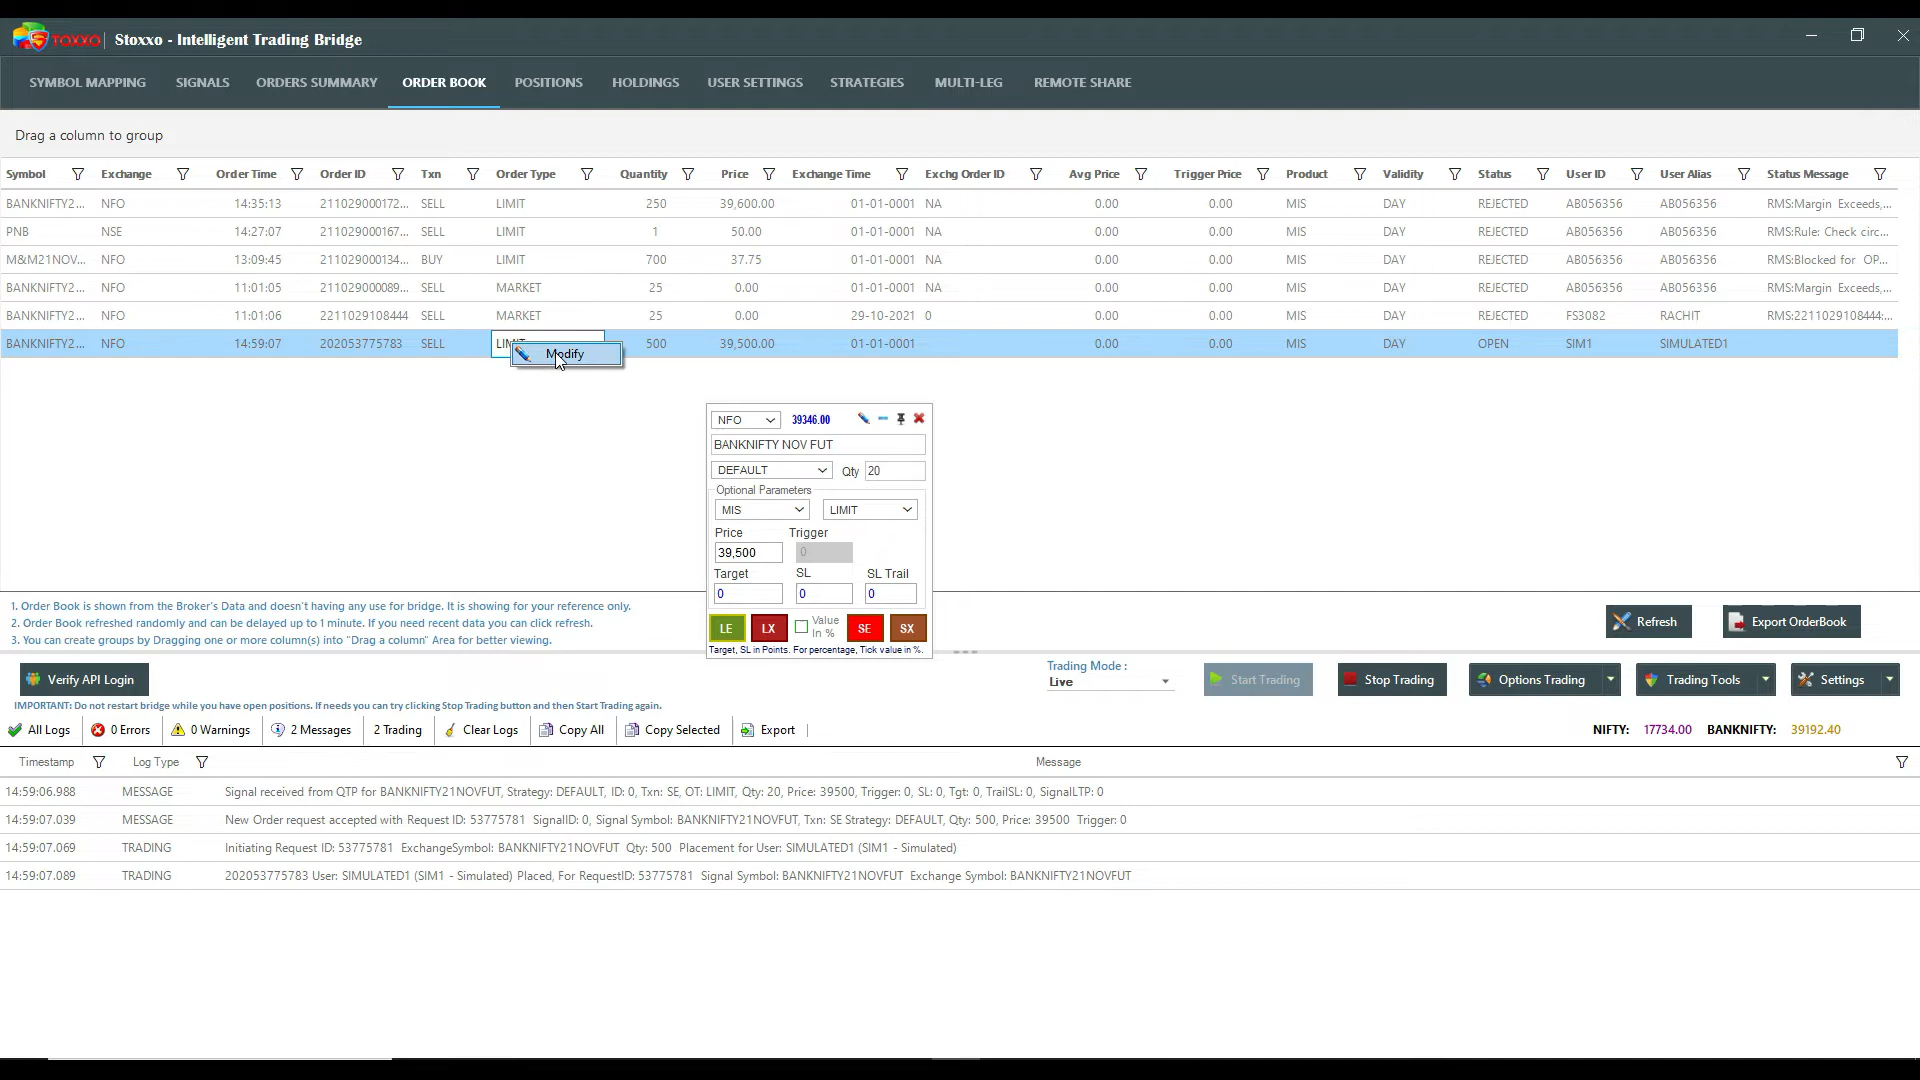 TOXXO
Stoxxo - Intelligent Trading Bridge
SYMBOL MAPPING SIGNALS ORDERS SUMMARY ORDER BOOK POSITIONS HOLDINGS USER SETTINGS STRATEGIES MULTI-LEG REMOTE SHARE
Drag a column to group
Symbol Exchange Order Time Order ID Txn Order Type Quantity Price Exchange Time Exchg Order ID Avg Price Trigger Price Product Validity Status User ID User Alias Status Message
BANKNIFTY2... NFO 14:35:13 211029000172... SELL LIMIT 250 39,600.00 01-01-0001 NA 0.00 0.00 MIS DAY REJECTED AB056356 AB056356 RMS:Margin Exceeds,...
PNB NSE 14:27:07 211029000167... SELL LIMIT 1 50.00 01-01-0001 NA 0.00 0.00 MIS DAY REJECTED AB056356 AB056356 RMS:Rule: Check circ...
M&M21NOV... NFO 13:09:45 211029000134... BUY LIMIT 700 37.75 01-01-0001 NA 0.00 0.00 MIS DAY REJECTED AB056356 AB056356 RMS:Blocked for OP...
BANKNIFTY2... NFO 11:01:05 211029000089... SELL MARKET 25 0.00 01-01-0001 NA 0.00 0.00 MIS DAY REJECTED AB056356 AB056356 RMS:Margin Exceeds,...
BANKNIFTY2... NFO 11:01:06 2211029108444 SELL MARKET 25 0.00 29-10-2021 0 0.00 0.00 MIS DAY REJECTED FS3082 RACHIT RMS:2211029108444:...
BANKNIFTY2... NFO 14:59:07 202053775783 SELL LIMIT 500 39,500.00 01-01-0001 0.00 0.00 MIS DAY OPEN SIM1 SIMULATED1
Modify
NFO 39346.00
BANKNIFTY NOV FUT
DEFAULT Qty 20
Optional Parameters
MIS LIMIT
Price Trigger
39,500 0
Target SL SL Trail
0 0 0
LE LX Value In % SE SX
Target, SL in Points. For percentage, Tick value in %.
1. Order Book is shown from the Broker's Data and doesn't having any use for bridge. It is showing for your reference only.
2. Order Book refreshed randomly and can be delayed up to 1 minute. If you need recent data you can click refresh.
3. You can create groups by Dragging one or more column(s) into "Drag a column" Area for better viewing.
Refresh Export OrderBook
Verify API Login
Trading Mode :
Live
Start Trading Stop Trading Options Trading Trading Tools Settings
IMPORTANT: Do not restart bridge while you have open positions. If needs you can try clicking Stop Trading button and then Start Trading again.
All Logs 0 Errors 0 Warnings 2 Messages 2 Trading Clear Logs Copy All Copy Selected Export
NIFTY: 17734.00 BANKNIFTY: 39192.40
Timestamp Log Type Message
14:59:06.988 MESSAGE Signal received from QTP for BANKNIFTY21NOVFUT, Strategy: DEFAULT, ID: 0, Txn: SE, OT: LIMIT, Qty: 20, Price: 39500, Trigger: 0, SL: 0, Tgt: 0, TrailSL: 0, SignalLTP: 0
14:59:07.039 MESSAGE New Order request accepted with Request ID: 53775781 SignalID: 0, Signal Symbol: BANKNIFTY21NOVFUT, Txn: SE Strategy: DEFAULT, Qty: 500, Price: 39500 Trigger: 0
14:59:07.069 TRADING Initiating Request ID: 53775781 ExchangeSymbol: BANKNIFTY21NOVFUT Qty: 500 Placement for User: SIMULATED1 (SIM1 - Simulated)
14:59:07.089 TRADING 202053775783 User: SIMULATED1 (SIM1 - Simulated) Placed, For RequestID: 53775781 Signal Symbol: BANKNIFTY21NOVFUT Exchange Symbol: BANKNIFTY21NOVFUT